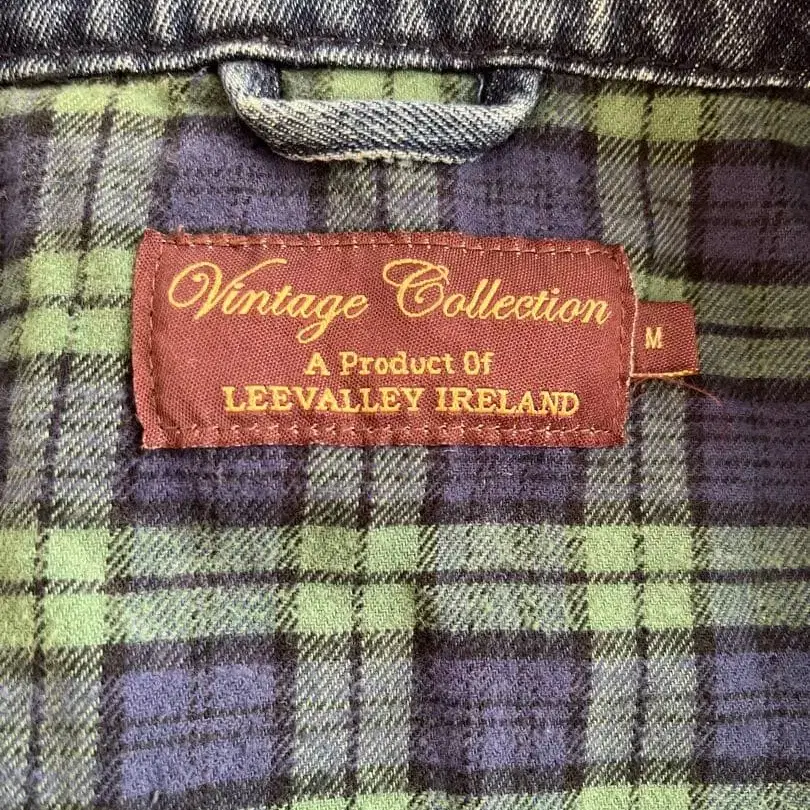 Vintage Collection
A Product Of
LEEVALLEY IRELAND
M